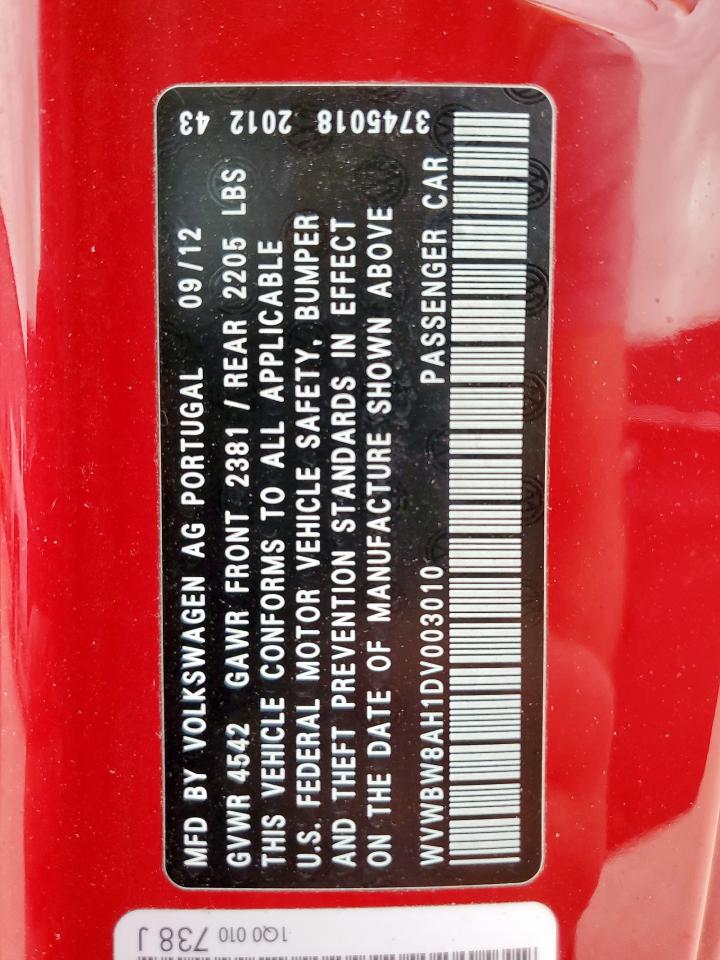 MFD BY VOLKSWAGEN AG PORTUGAL 09/12
GVWR 4542 GAWR FRONT 2381 / REAR 2205 LBS
THIS VEHICLE CONFORMS TO ALL APPLICABLE
U.S. FEDERAL MOTOR VEHICLE SAFETY, BUMPER
AND THEFT PREVENTION STANDARDS IN EFFECT
ON THE DATE OF MANUFACTURE SHOWN ABOVE
WVWBW8AH1DV003010 PASSENGER CAR
43 2012 3745018
1Q0 010 738 J